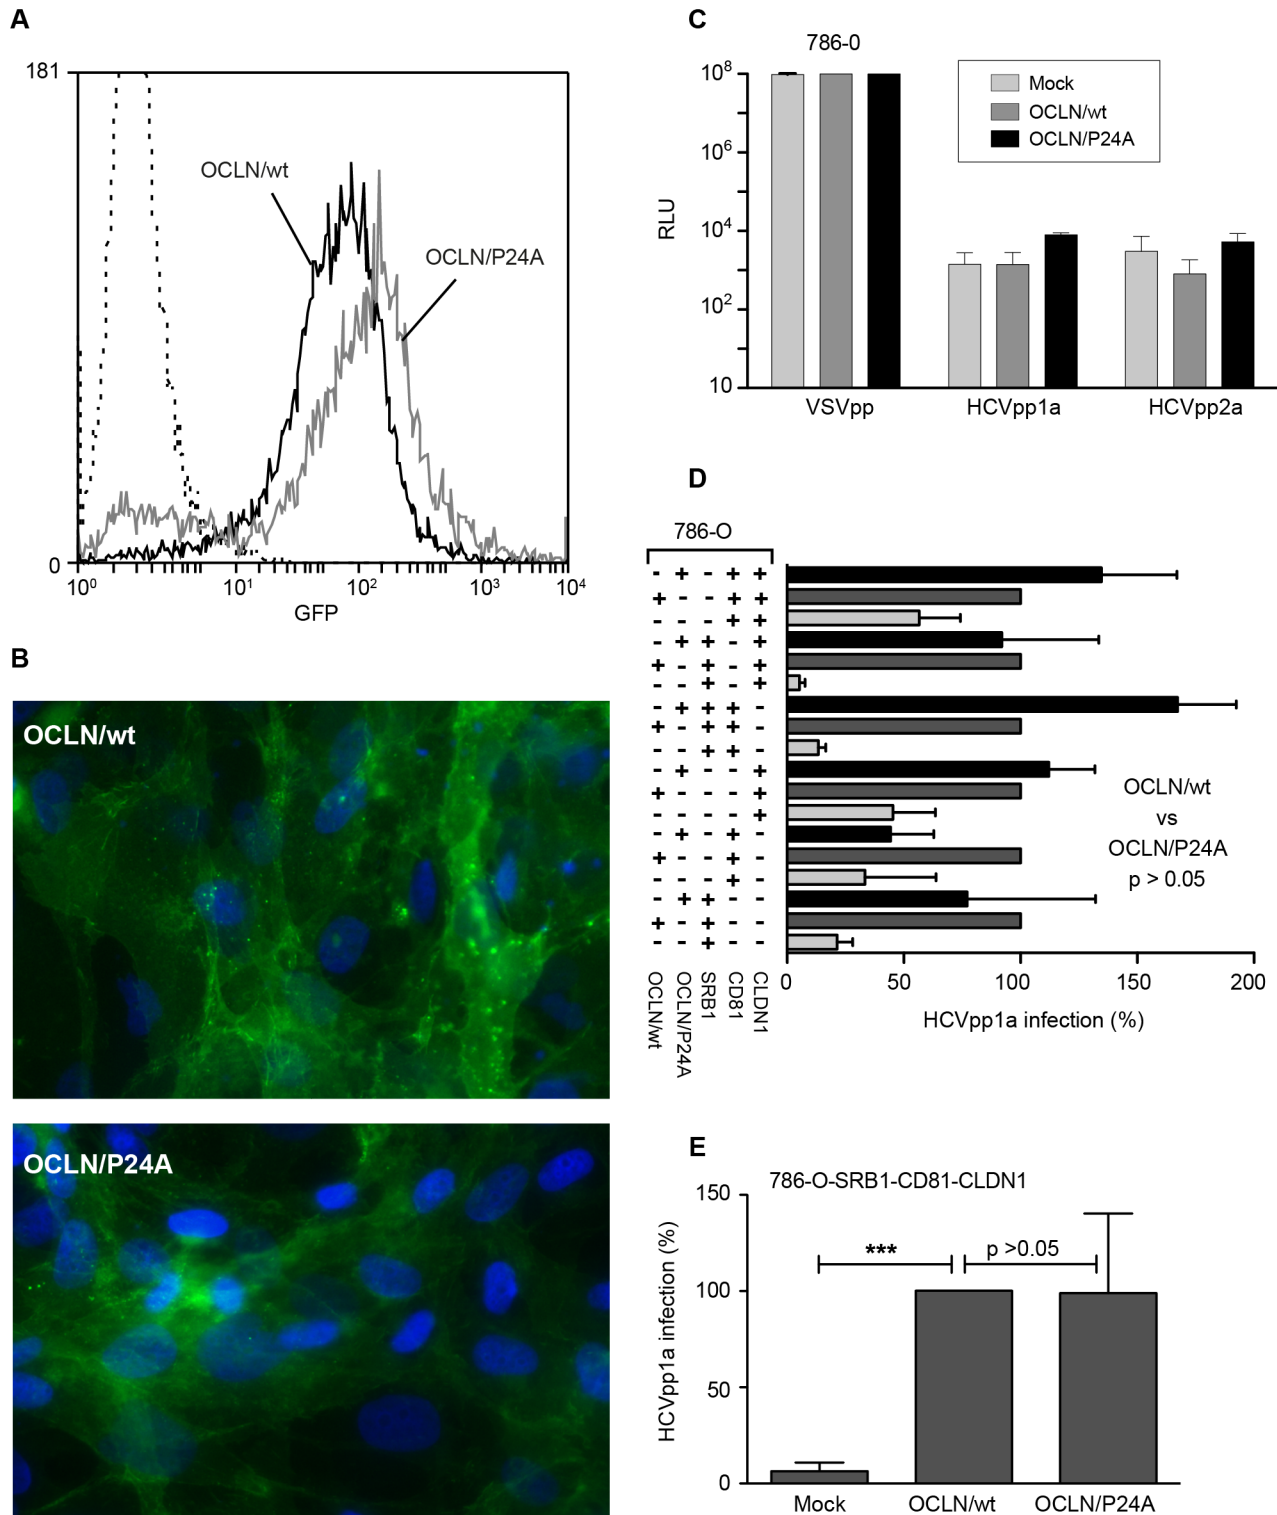 A
181
OCLN/wt
OCLN/P24A
0
10⁰ 10¹ 10² 10³ 10⁴
GFP
B
OCLN/wt
OCLN/P24A
C
786-0
Mock
OCLN/wt
OCLN/P24A
10⁸
10⁶
10⁴
10²
10
RLU
VSVpp HCVpp1a HCVpp2a
D
786-O
- + - + +
+ - - + +
- - - + +
- + + - +
+ - + - +
- - + - +
- + + + -
+ - + + -
- - + + -
- + - - +
+ - - - +
- - - - +
- + - + -
+ - - + -
- - - + -
- + + - -
+ - + - -
- - + - -
OCLN/wt
OCLN/P24A
SRB1
CD81
CLDN1
OCLN/wt
vs
OCLN/P24A
p > 0.05
0 50 100 150 200
HCVpp1a infection (%)
E
786-O-SRB1-CD81-CLDN1
150
100
50
0
HCVpp1a infection (%)
*** p >0.05
Mock OCLN/wt OCLN/P24A